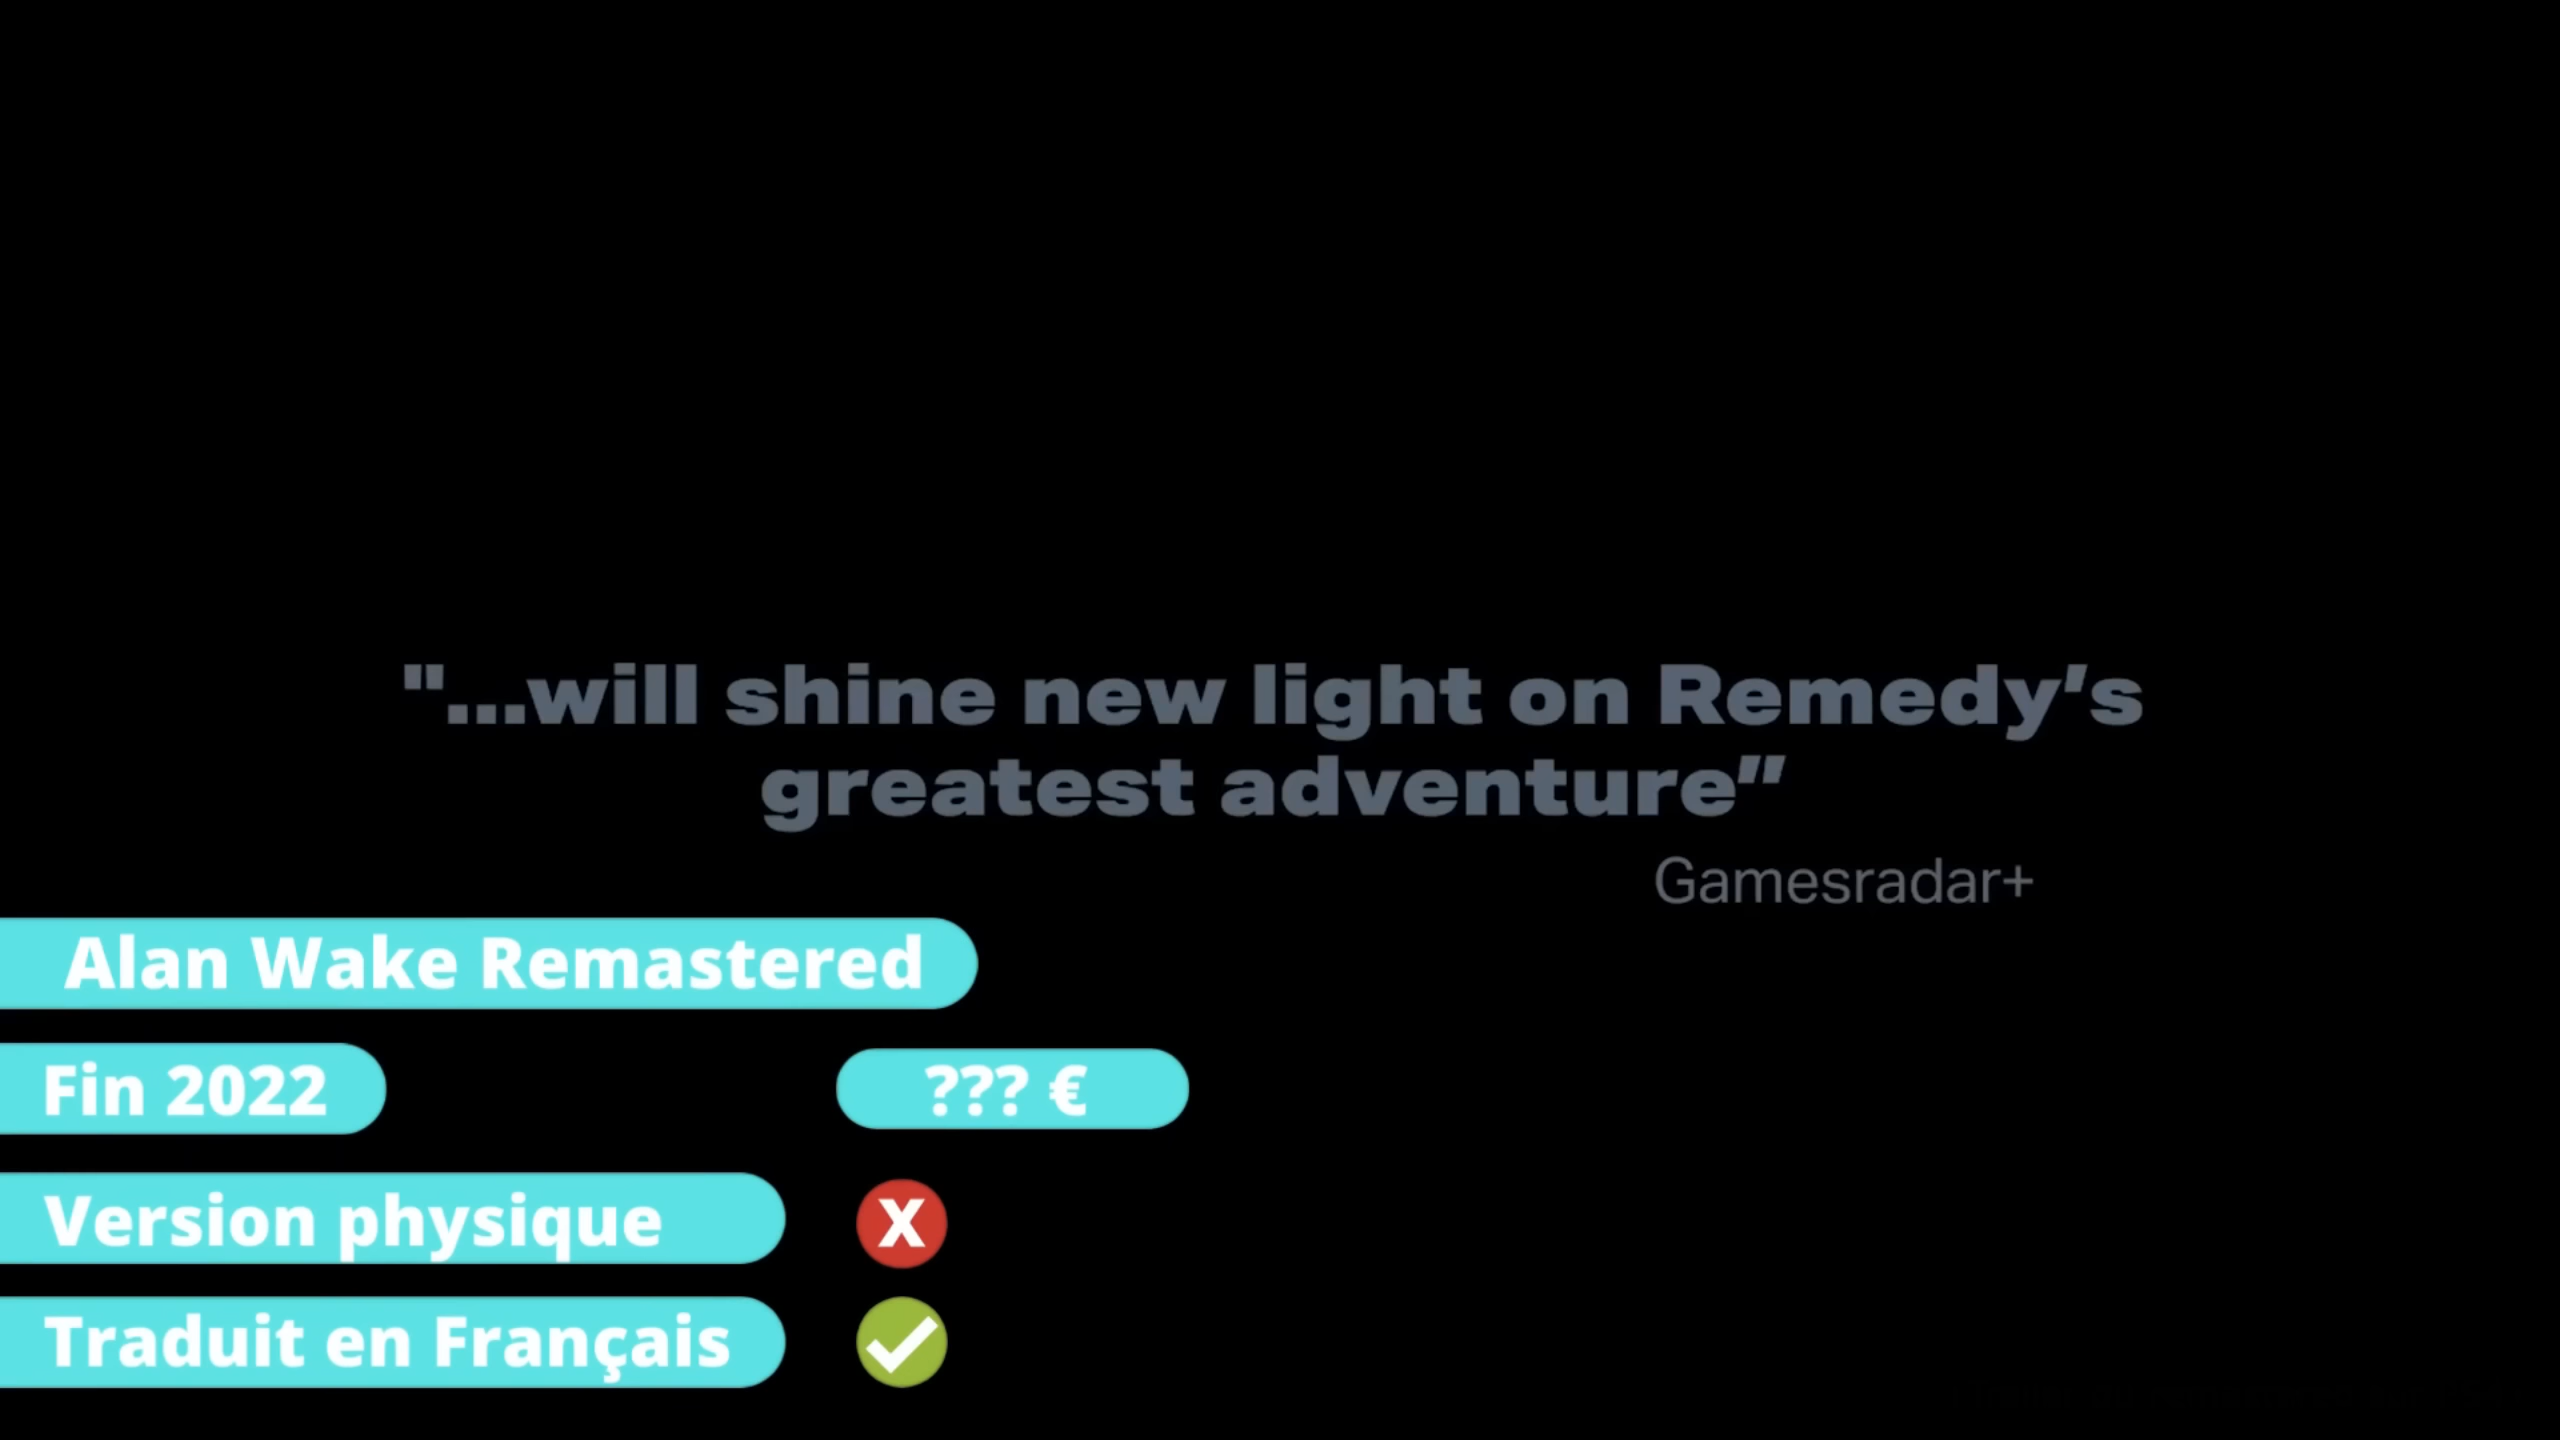 "...will shine new light on Remedy’s
greatest adventure”
Gamesradar+
Alan Wake Remastered
Fin 2022
??? €
Version physique
X
Traduit en Français